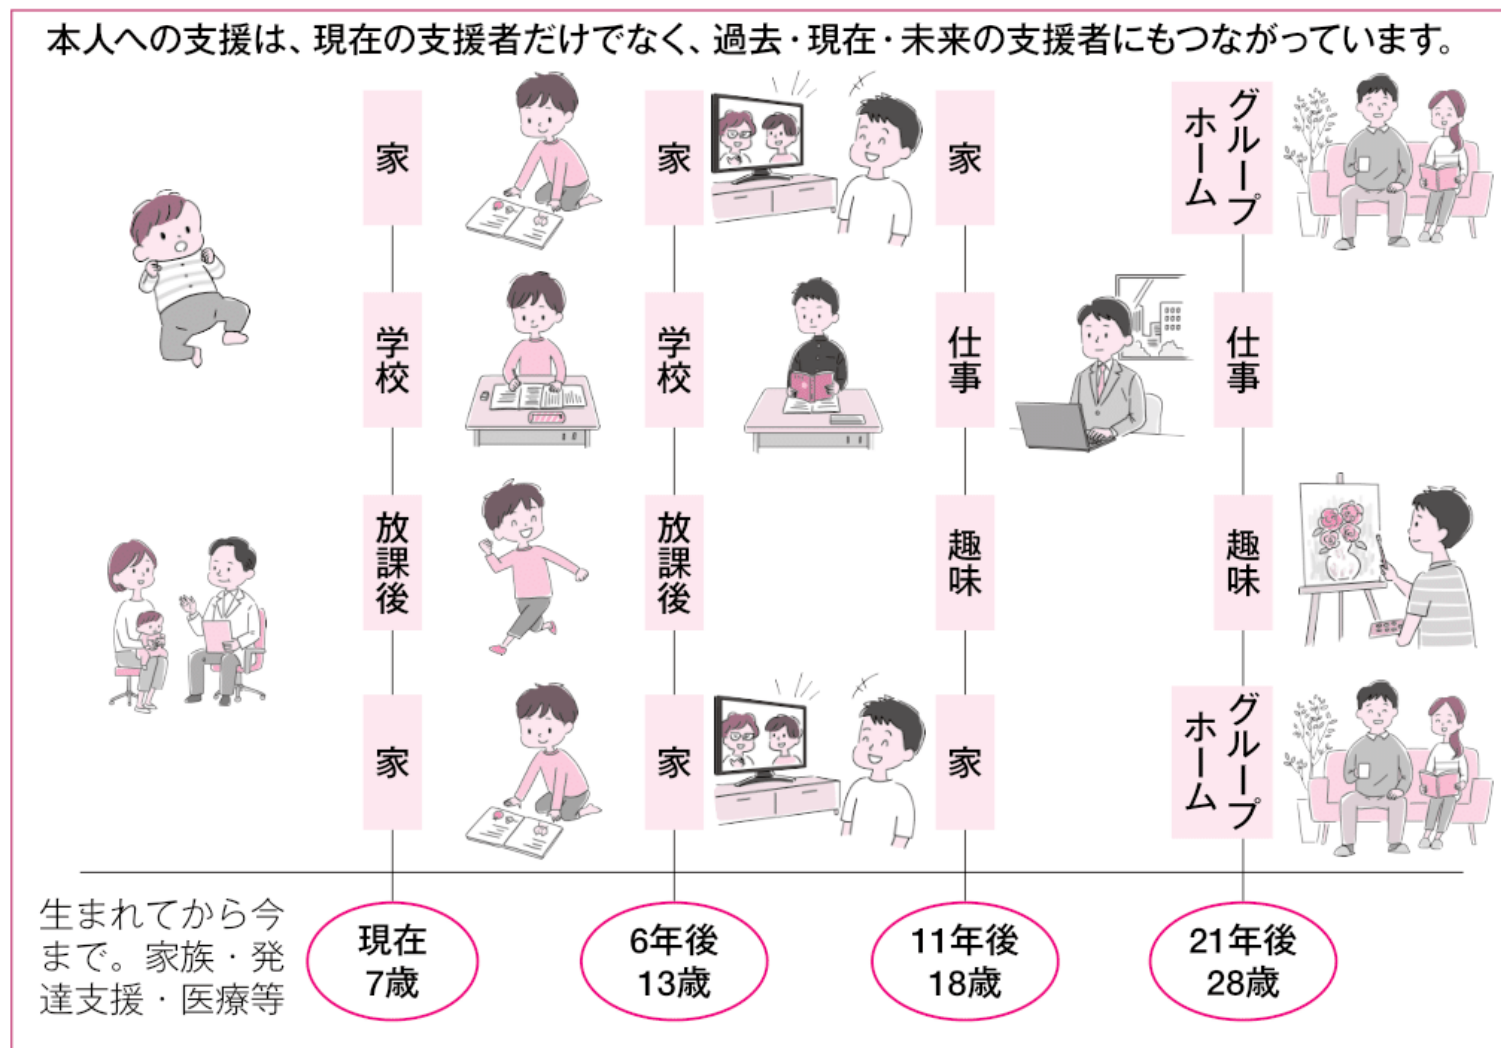 本人への支援は、現在の支援者だけでなく、過去・現在・未来の支援者にもつながっています。
家
学校
放課後
家
家
学校
放課後
家
家
仕事
趣味
家
グループ
ホーム
仕事
趣味
グループ
ホーム
生まれてから今
まで。家族・発
達支援・医療等
現在
7歳
6年後
13歳
11年後
18歳
21年後
28歳